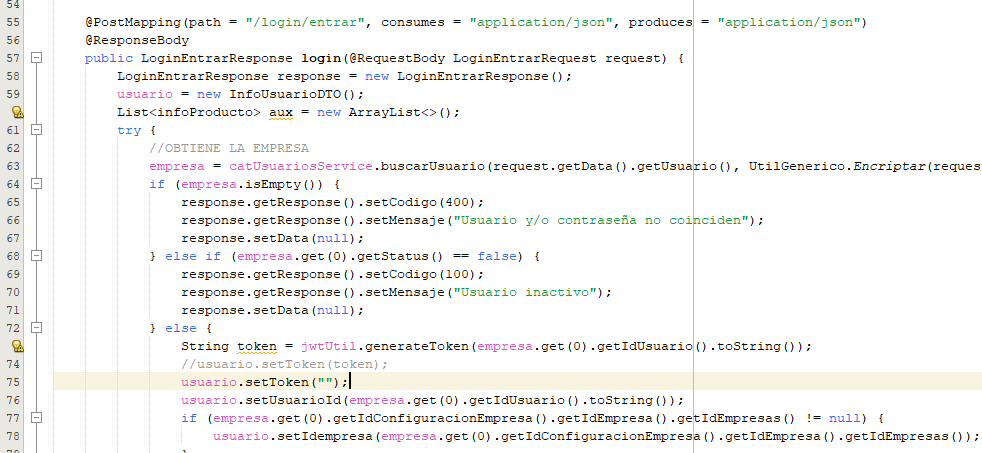 54
55 @PostMapping(path = "/login/entrar", consumes = "application/json", produces = "application/json")
56 @ResponseBody
57 public LoginEntrarResponse login(@RequestBody LoginEntrarRequest request) {
58 LoginEntrarResponse response = new LoginEntrarResponse();
59 usuario = new InfoUsuarioDTO();
List<infoProducto> aux = new ArrayList<>();
61 try {
62 //OBTIENE LA EMPRESA
63 empresa = catUsuariosService.buscarUsuario(request.getData().getUsuario(), UtilGenerico.Encriptar(reques
64 if (empresa.isEmpty()) {
65 response.getResponse().setCodigo(400);
66 response.getResponse().setMensaje("Usuario y/o contraseña no coinciden");
67 response.setData(null);
68 } else if (empresa.get(0).getStatus() == false) {
69 response.getResponse().setCodigo(100);
70 response.getResponse().setMensaje("Usuario inactivo");
71 response.setData(null);
72 } else {
String token = jwtUtil.generateToken(empresa.get(0).getIdUsuario().toString());
74 //usuario.setToken(token);
75 usuario.setToken("");
76 usuario.setUsuarioId(empresa.get(0).getIdUsuario().toString());
77 if (empresa.get(0).getIdConfiguracionEmpresa().getIdEmpresa().getIdEmpresas() != null) {
78 usuario.setIdempresa(empresa.get(0).getIdConfiguracionEmpresa().getIdEmpresa().getIdEmpresas());